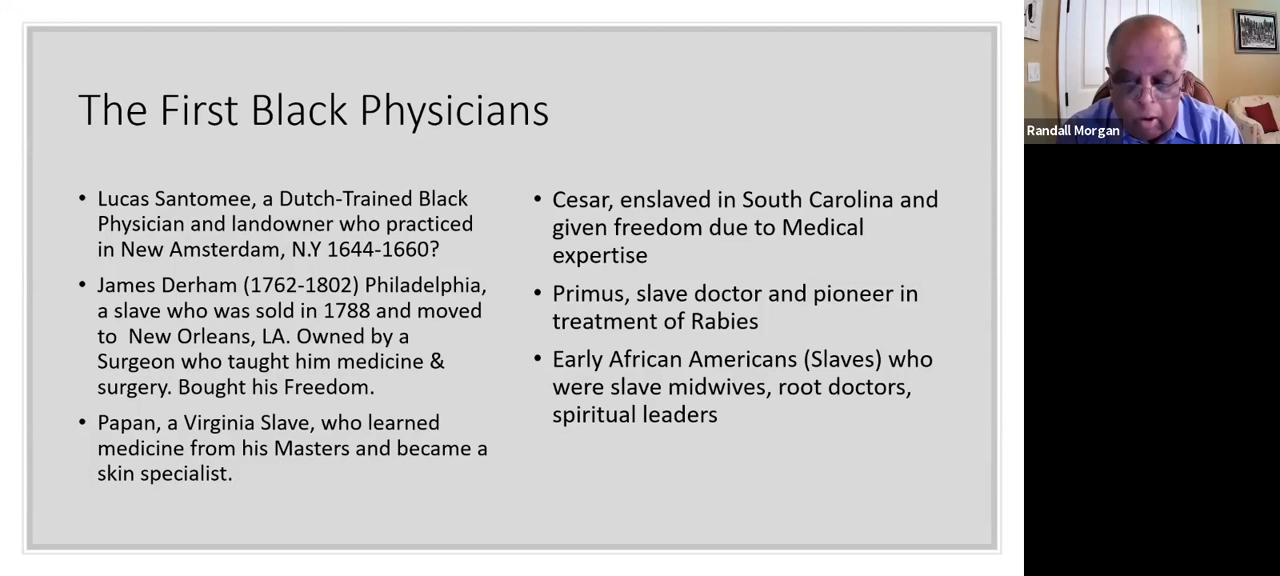 The First Black Physicians
• Lucas Santomee, a Dutch-Trained Black
Physician and landowner who practiced
in New Amsterdam, N.Y 1644-1660?
• James Derham (1762-1802) Philadelphia,
a slave who was sold in 1788 and moved
to  New Orleans, LA. Owned by a
Surgeon who taught him medicine &
surgery. Bought his Freedom.
• Papan, a Virginia Slave, who learned
medicine from his Masters and became a
skin specialist.
• Cesar, enslaved in South Carolina and
given freedom due to Medical
expertise
• Primus, slave doctor and pioneer in
treatment of Rabies
• Early African Americans (Slaves) who
were slave midwives, root doctors,
spiritual leaders
Randall Morgan